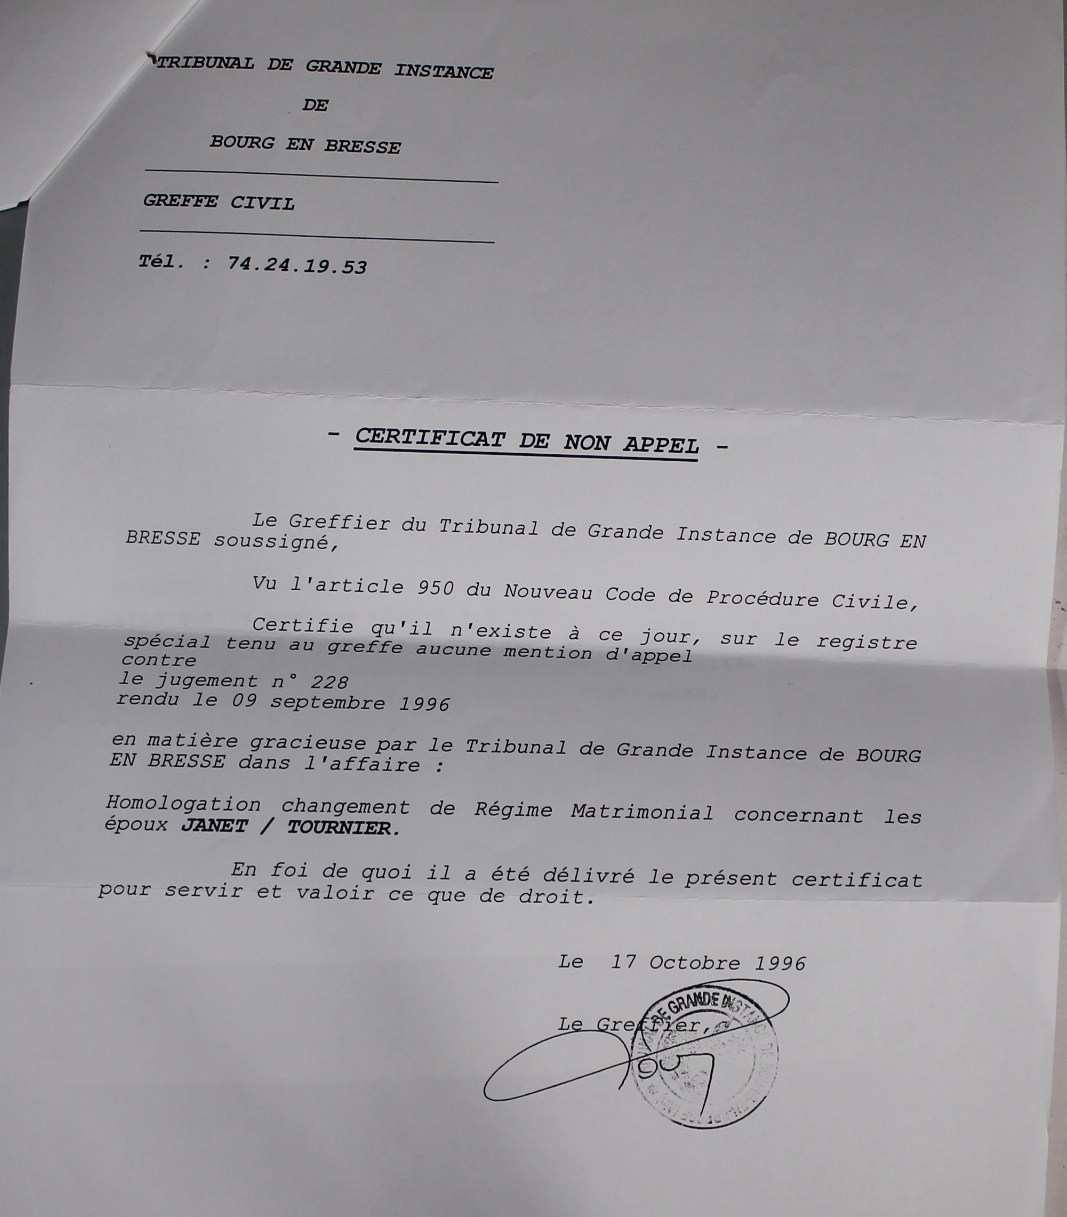 TRIBUNAL DE GRANDE INSTANCE
DE
BOURG EN BRESSE
GREFFE CIVIL
Tél. : 74.24.19.53
- CERTIFICAT DE NON APPEL -
Le Greffier du Tribunal de Grande Instance de BOURG EN
BRESSE soussigné,
Vu l'article 950 du Nouveau Code de Procédure Civile,
Certifie qu'il n'existe à ce jour, sur le registre
spécial tenu au greffe aucune mention d'appel
contre
le jugement n° 228
rendu le 09 septembre 1996
en matière gracieuse par le Tribunal de Grande Instance de BOURG
EN BRESSE dans l'affaire :
Homologation changement de Régime Matrimonial concernant les
époux JANET / TOURNIER.
En foi de quoi il a été délivré le présent certificat
pour servir et valoir ce que de droit.
Le 17 Octobre 1996
Le Greffier,
DE GRANDE INSTANCE